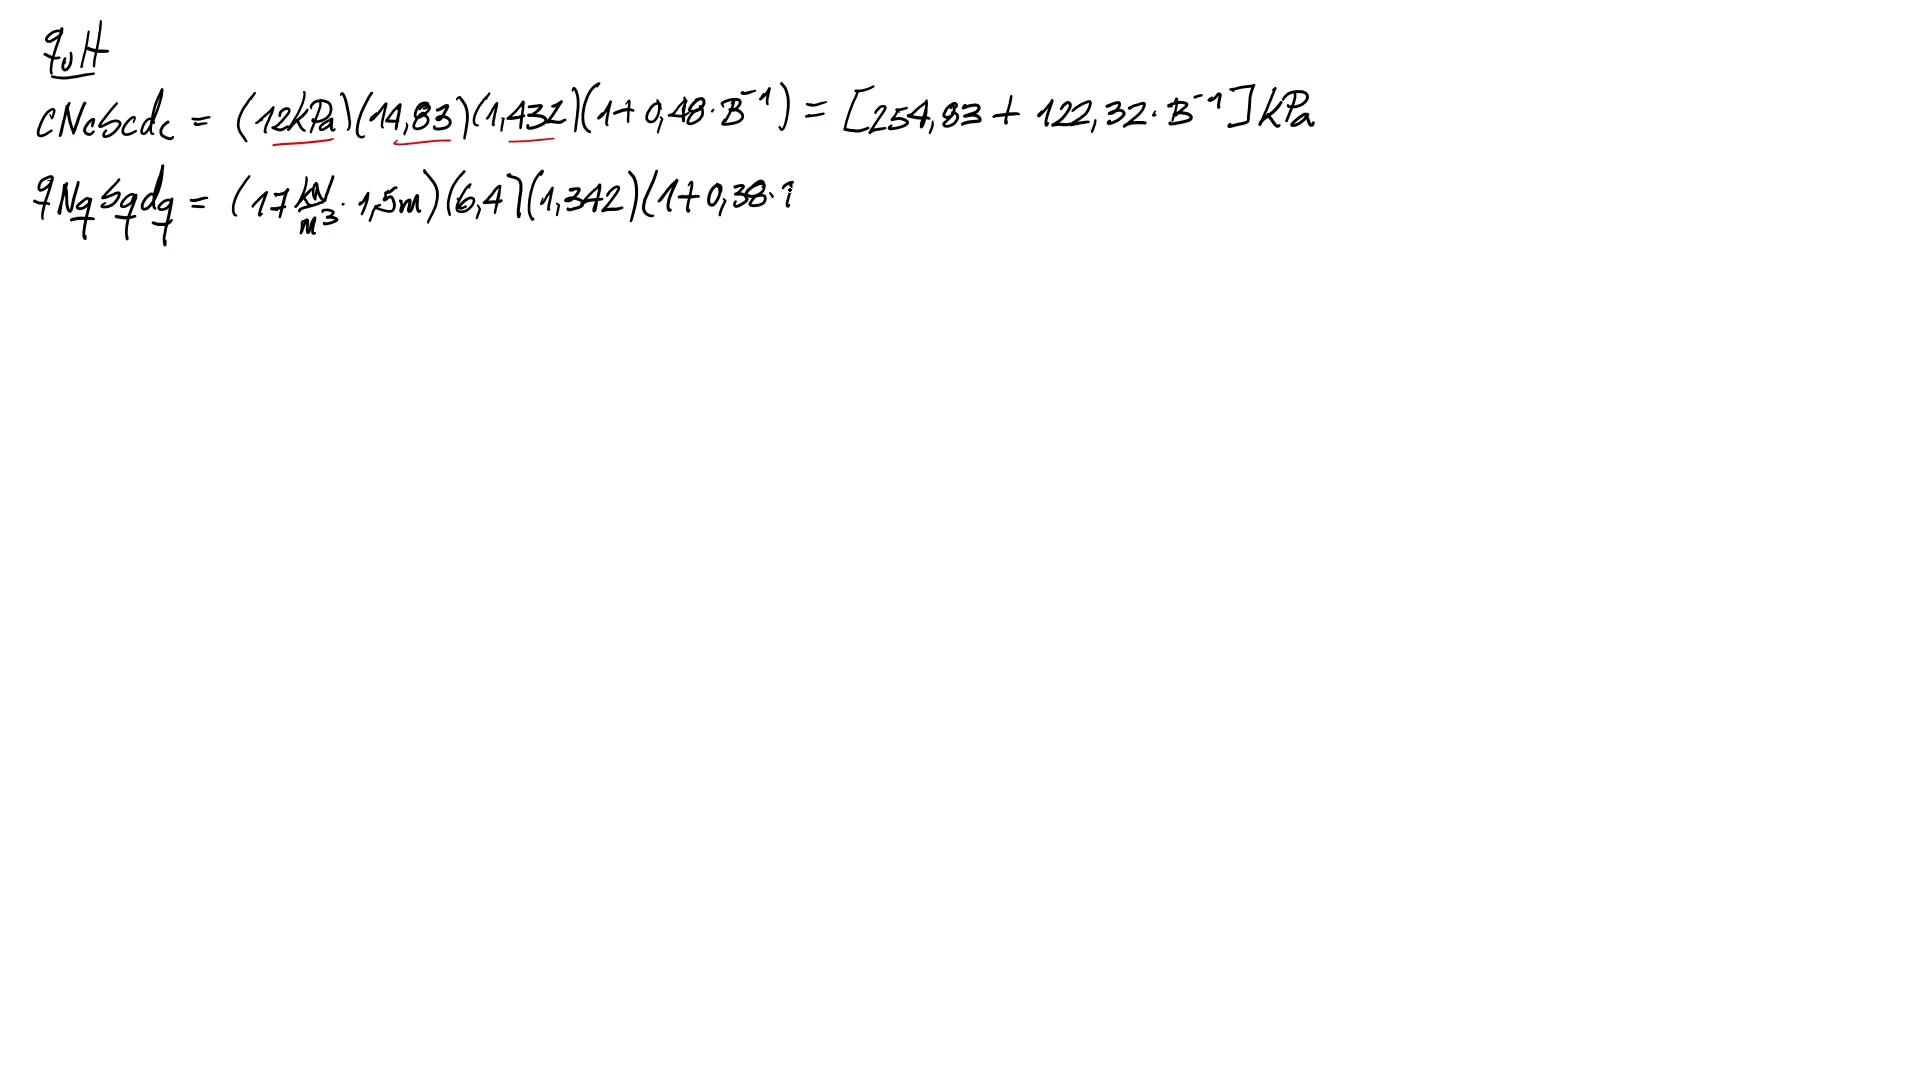 quH
cNcScdc = (12kPa)(14,83)(1,432)(1+0,48·B⁻¹) = [254,83 + 122,32·B⁻¹]kPa
qNqSqdq = (17 kN/m³ · 1,5m)(6,4)(1,342)(1+0,38·